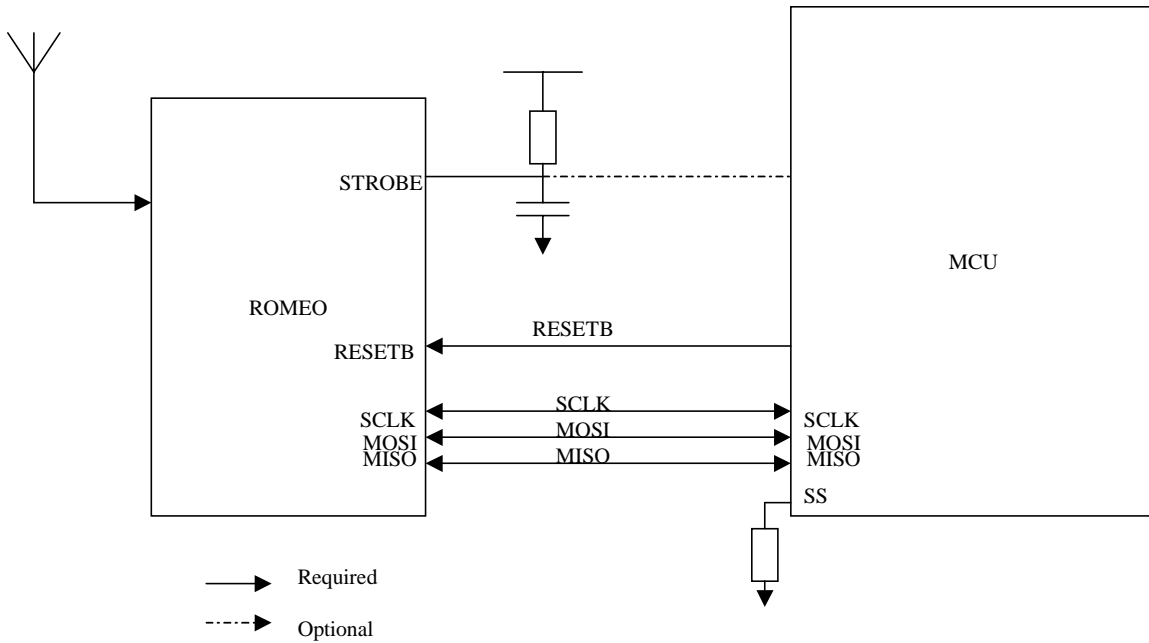 STROBE
MCU
ROMEO
RESETB
RESETB
SCLK
SCLK
SCLK
MOSI
MOSI
MOSI
MISO
MISO
MISO
SS
Required
Optional